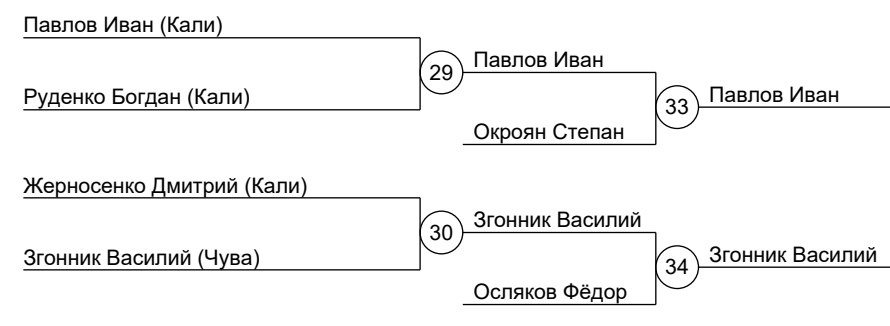 Павлов Иван (Кали)
29
Павлов Иван
Руденко Богдан (Кали)
33
Павлов Иван
Окроян Степан
Жерносенко Дмитрий (Кали)
30
Згонник Василий
Згонник Василий (Чува)
34
Згонник Василий
Осляков Фёдор